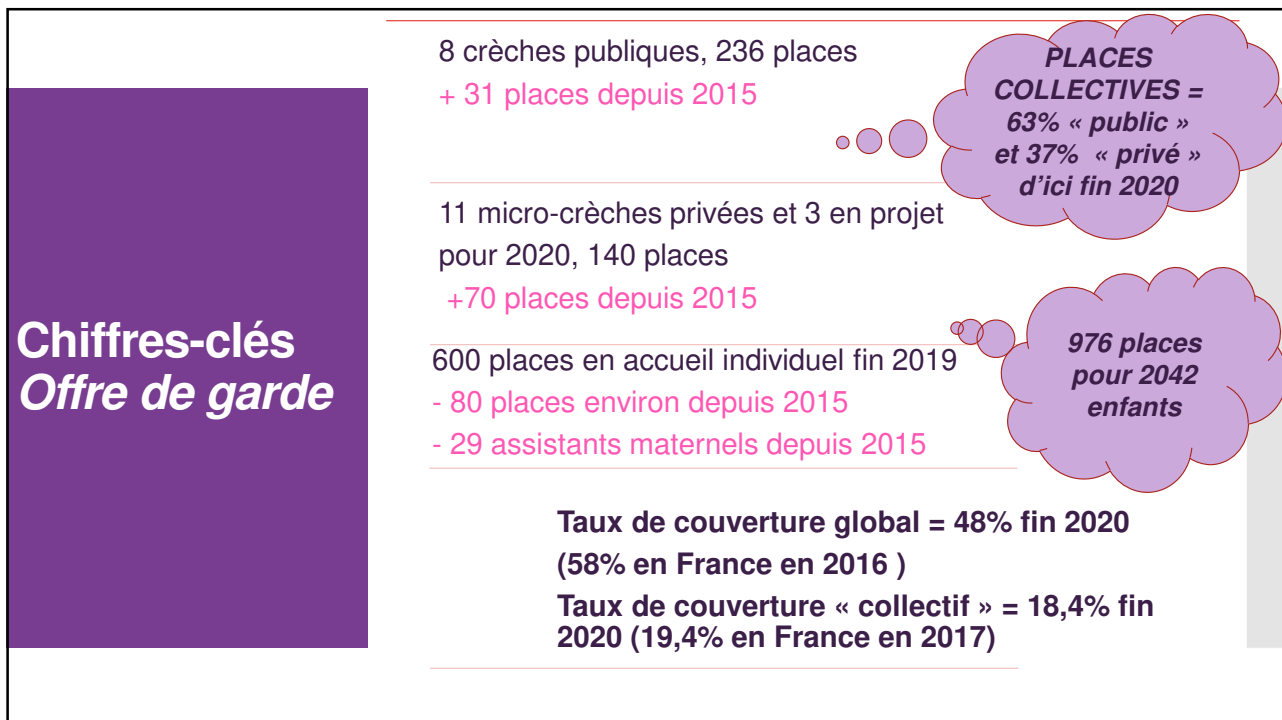 Chiffres-clés
Offre de garde
8 crèches publiques, 236 places
+ 31 places depuis 2015
PLACES
COLLECTIVES =
63% « public »
et 37% « privé »
d'ici fin 2020
11 micro-crèches privées et 3 en projet
pour 2020, 140 places
+70 places depuis 2015
600 places en accueil individuel fin 2019
- 80 places environ depuis 2015
- 29 assistants maternels depuis 2015
976 places
pour 2042
enfants
Taux de couverture global = 48% fin 2020
(58% en France en 2016 )
Taux de couverture « collectif » = 18,4% fin
2020 (19,4% en France en 2017)